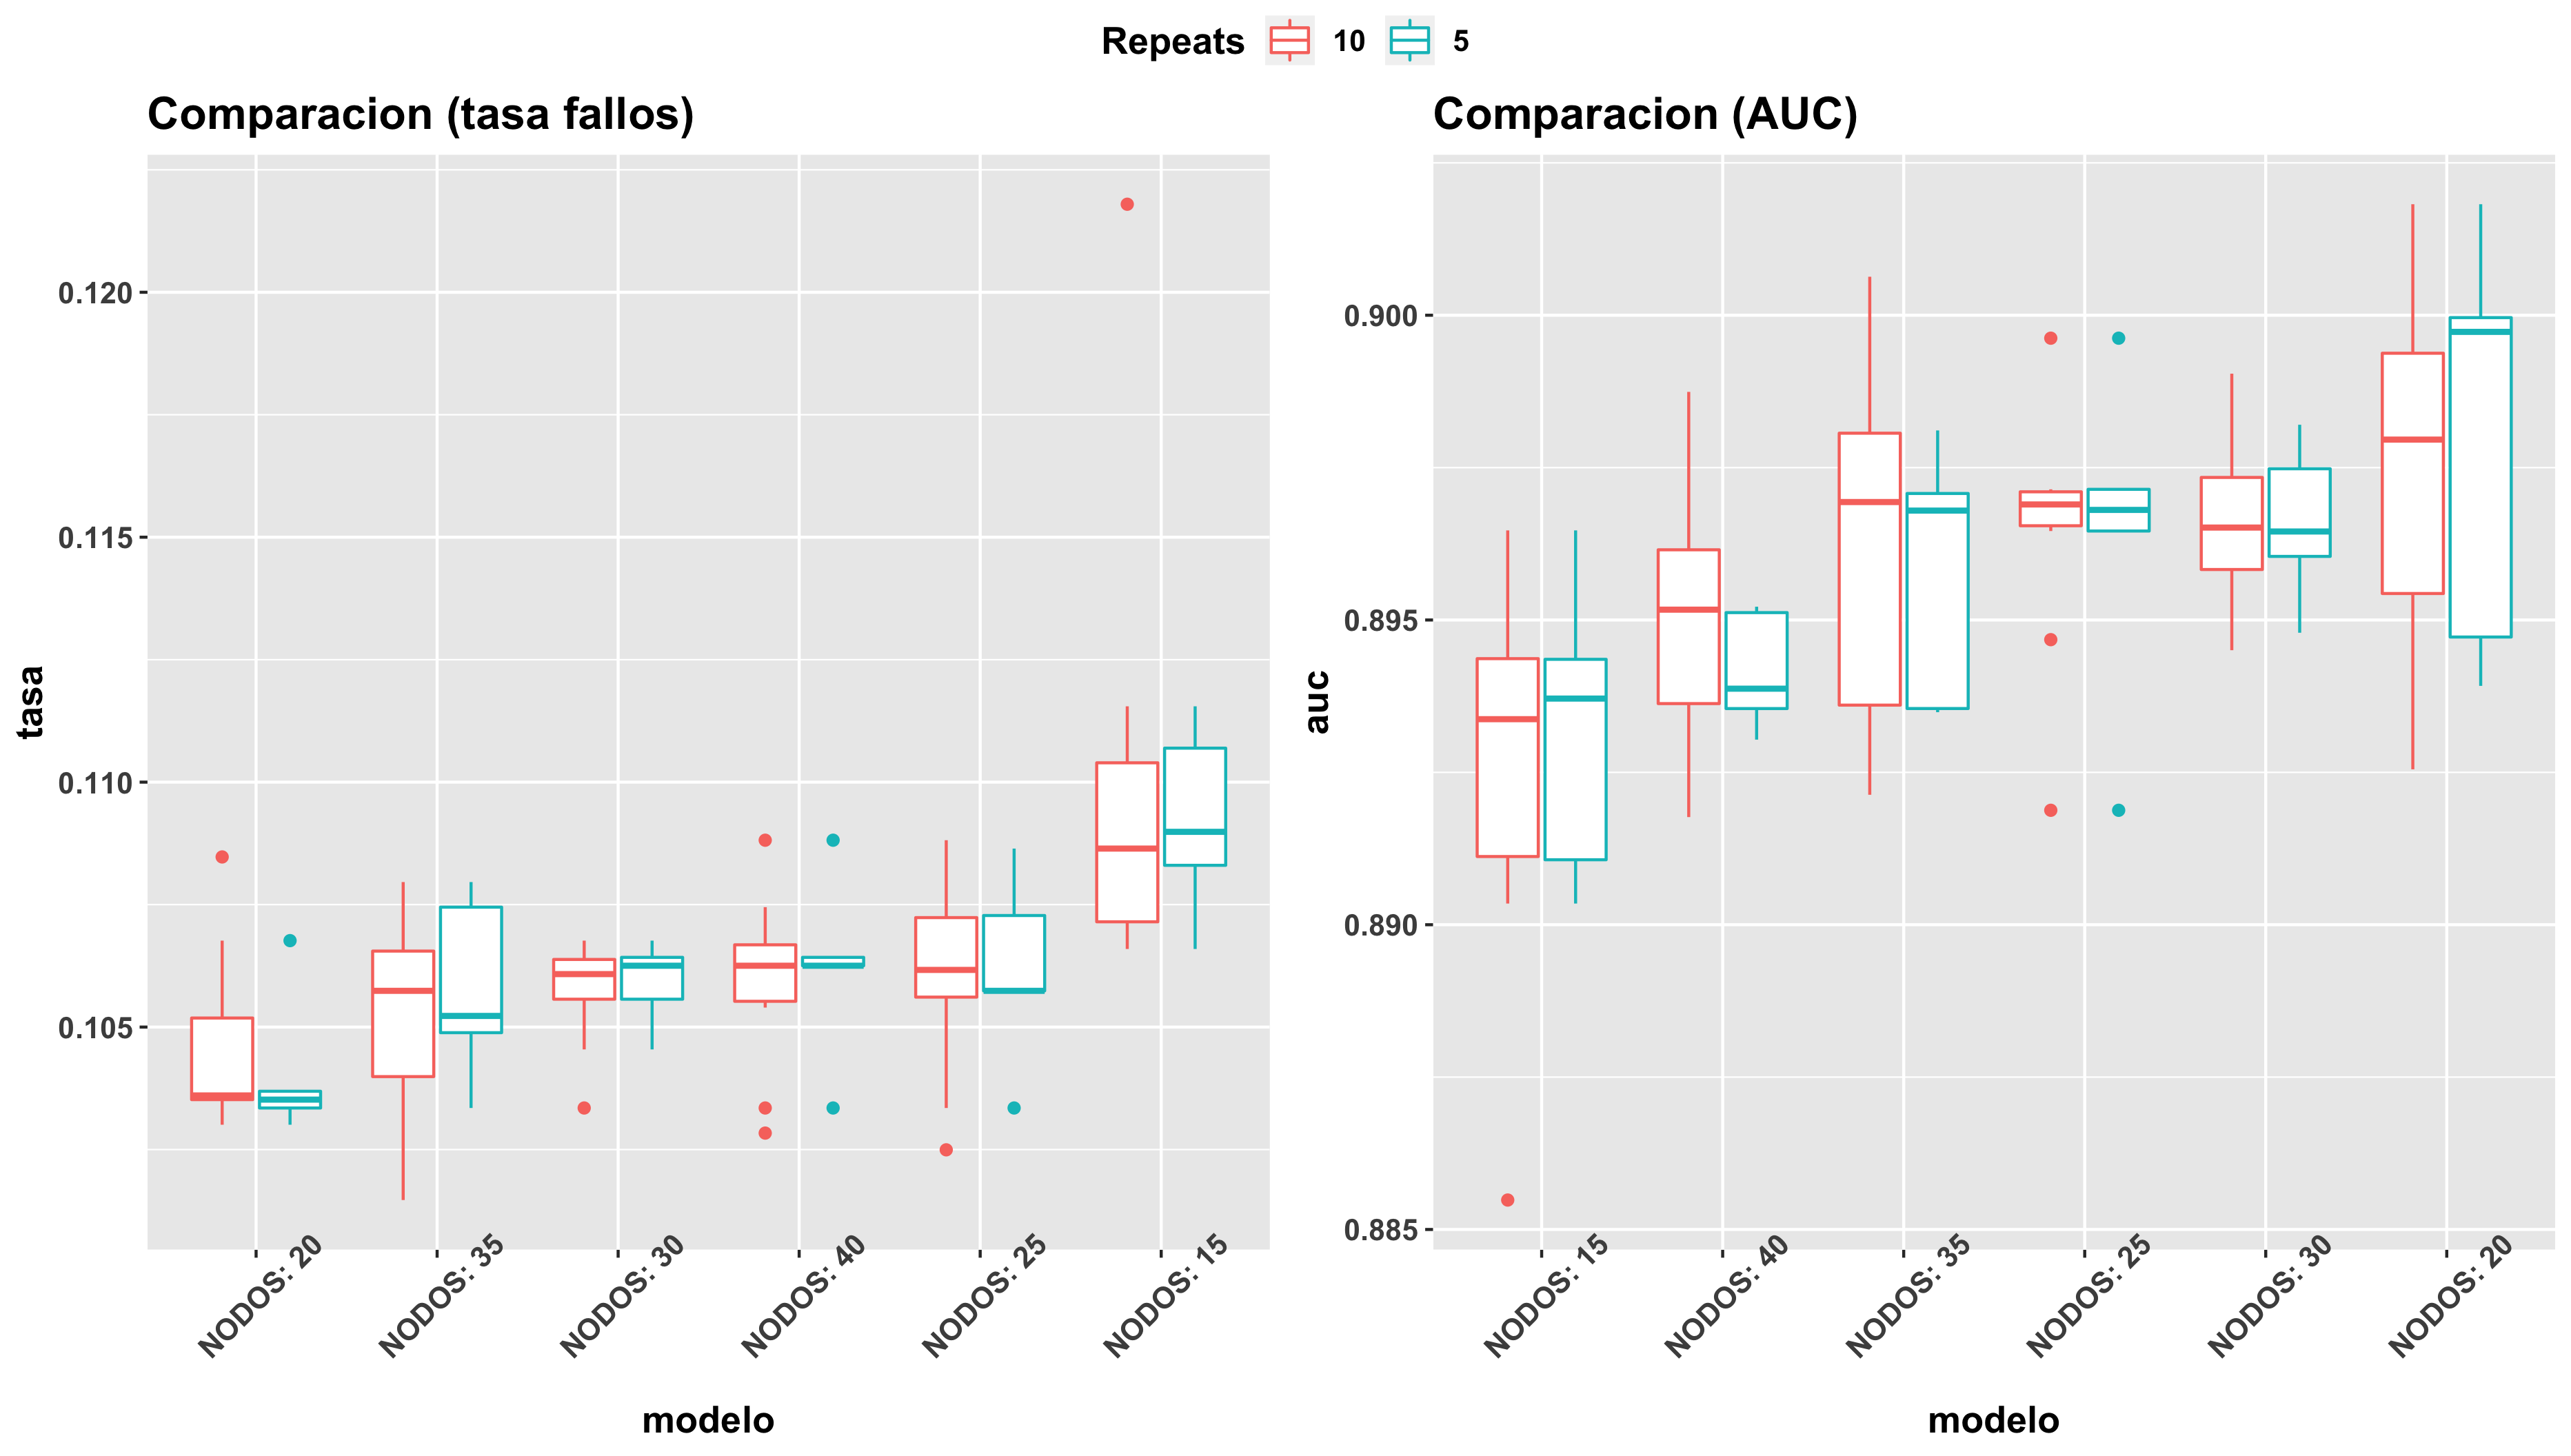 Repeats 10 5
Comparacion (tasa fallos)
tasa
0.120
0.115
0.110
0.105
NODOS: 20
NODOS: 35
NODOS: 30
NODOS: 40
NODOS: 25
NODOS: 15
modelo
Comparacion (AUC)
auc
0.900
0.895
0.890
0.885
NODOS: 15
NODOS: 40
NODOS: 35
NODOS: 25
NODOS: 30
NODOS: 20
modelo